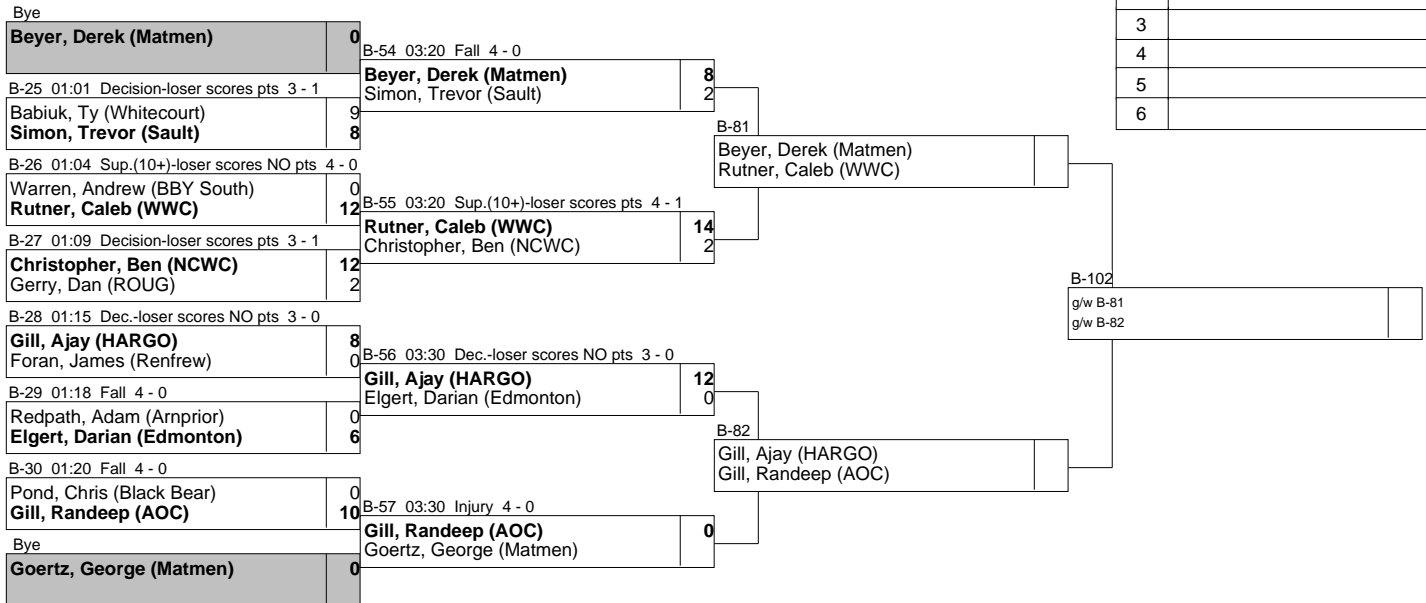 Bye
Beyer, Derek (Matmen) 0
B-25 01:01 Decision-loser scores pts 3 - 1
Babiuk, Ty (Whitecourt) 9
Simon, Trevor (Sault) 8
B-26 01:04 Sup.(10+)-loser scores NO pts 4 - 0
Warren, Andrew (BBY South) 0
Rutner, Caleb (WWC) 12
B-27 01:09 Decision-loser scores pts 3 - 1
Christopher, Ben (NCWC) 12
Gerry, Dan (ROUG) 2
B-28 01:15 Dec.-loser scores NO pts 3 - 0
Gill, Ajay (HARGO) 8
Foran, James (Renfrew) 0
B-29 01:18 Fall 4 - 0
Redpath, Adam (Arnprior) 0
Elgert, Darian (Edmonton) 6
B-30 01:20 Fall 4 - 0
Pond, Chris (Black Bear) 0
Gill, Randeep (AOC) 10
Bye
Goertz, George (Matmen) 0
B-54 03:20 Fall 4 - 0
Beyer, Derek (Matmen) 8
Simon, Trevor (Sault) 2
B-55 03:20 Sup.(10+)-loser scores pts 4 - 1
Rutner, Caleb (WWC) 14
Christopher, Ben (NCWC) 2
B-56 03:30 Dec.-loser scores NO pts 3 - 0
Gill, Ajay (HARGO) 12
Elgert, Darian (Edmonton) 0
B-57 03:30 Injury 4 - 0
Gill, Randeep (AOC) 0
Goertz, George (Matmen)
B-81
Beyer, Derek (Matmen)
Rutner, Caleb (WWC)
B-82
Gill, Ajay (HARGO)
Gill, Randeep (AOC)
B-102
g/w B-81
g/w B-82
3
4
5
6